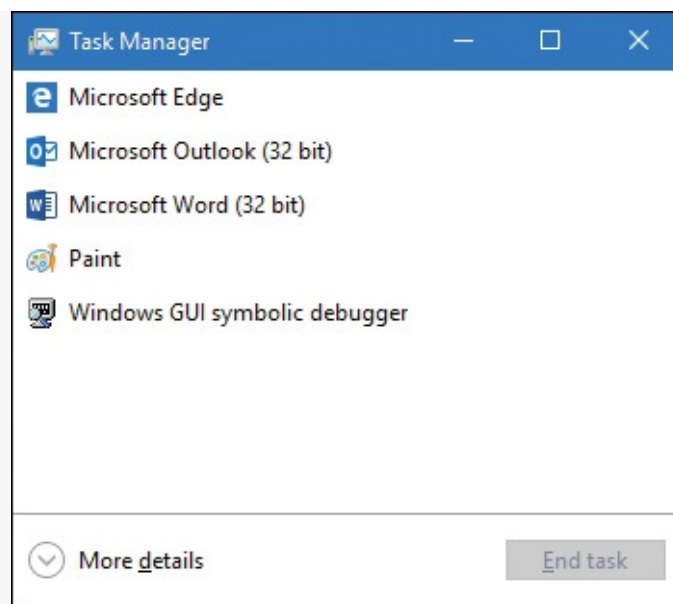 Task Manager
Microsoft Edge
Microsoft Outlook (32 bit)
Microsoft Word (32 bit)
Paint
Windows GUI symbolic debugger
More details
End task